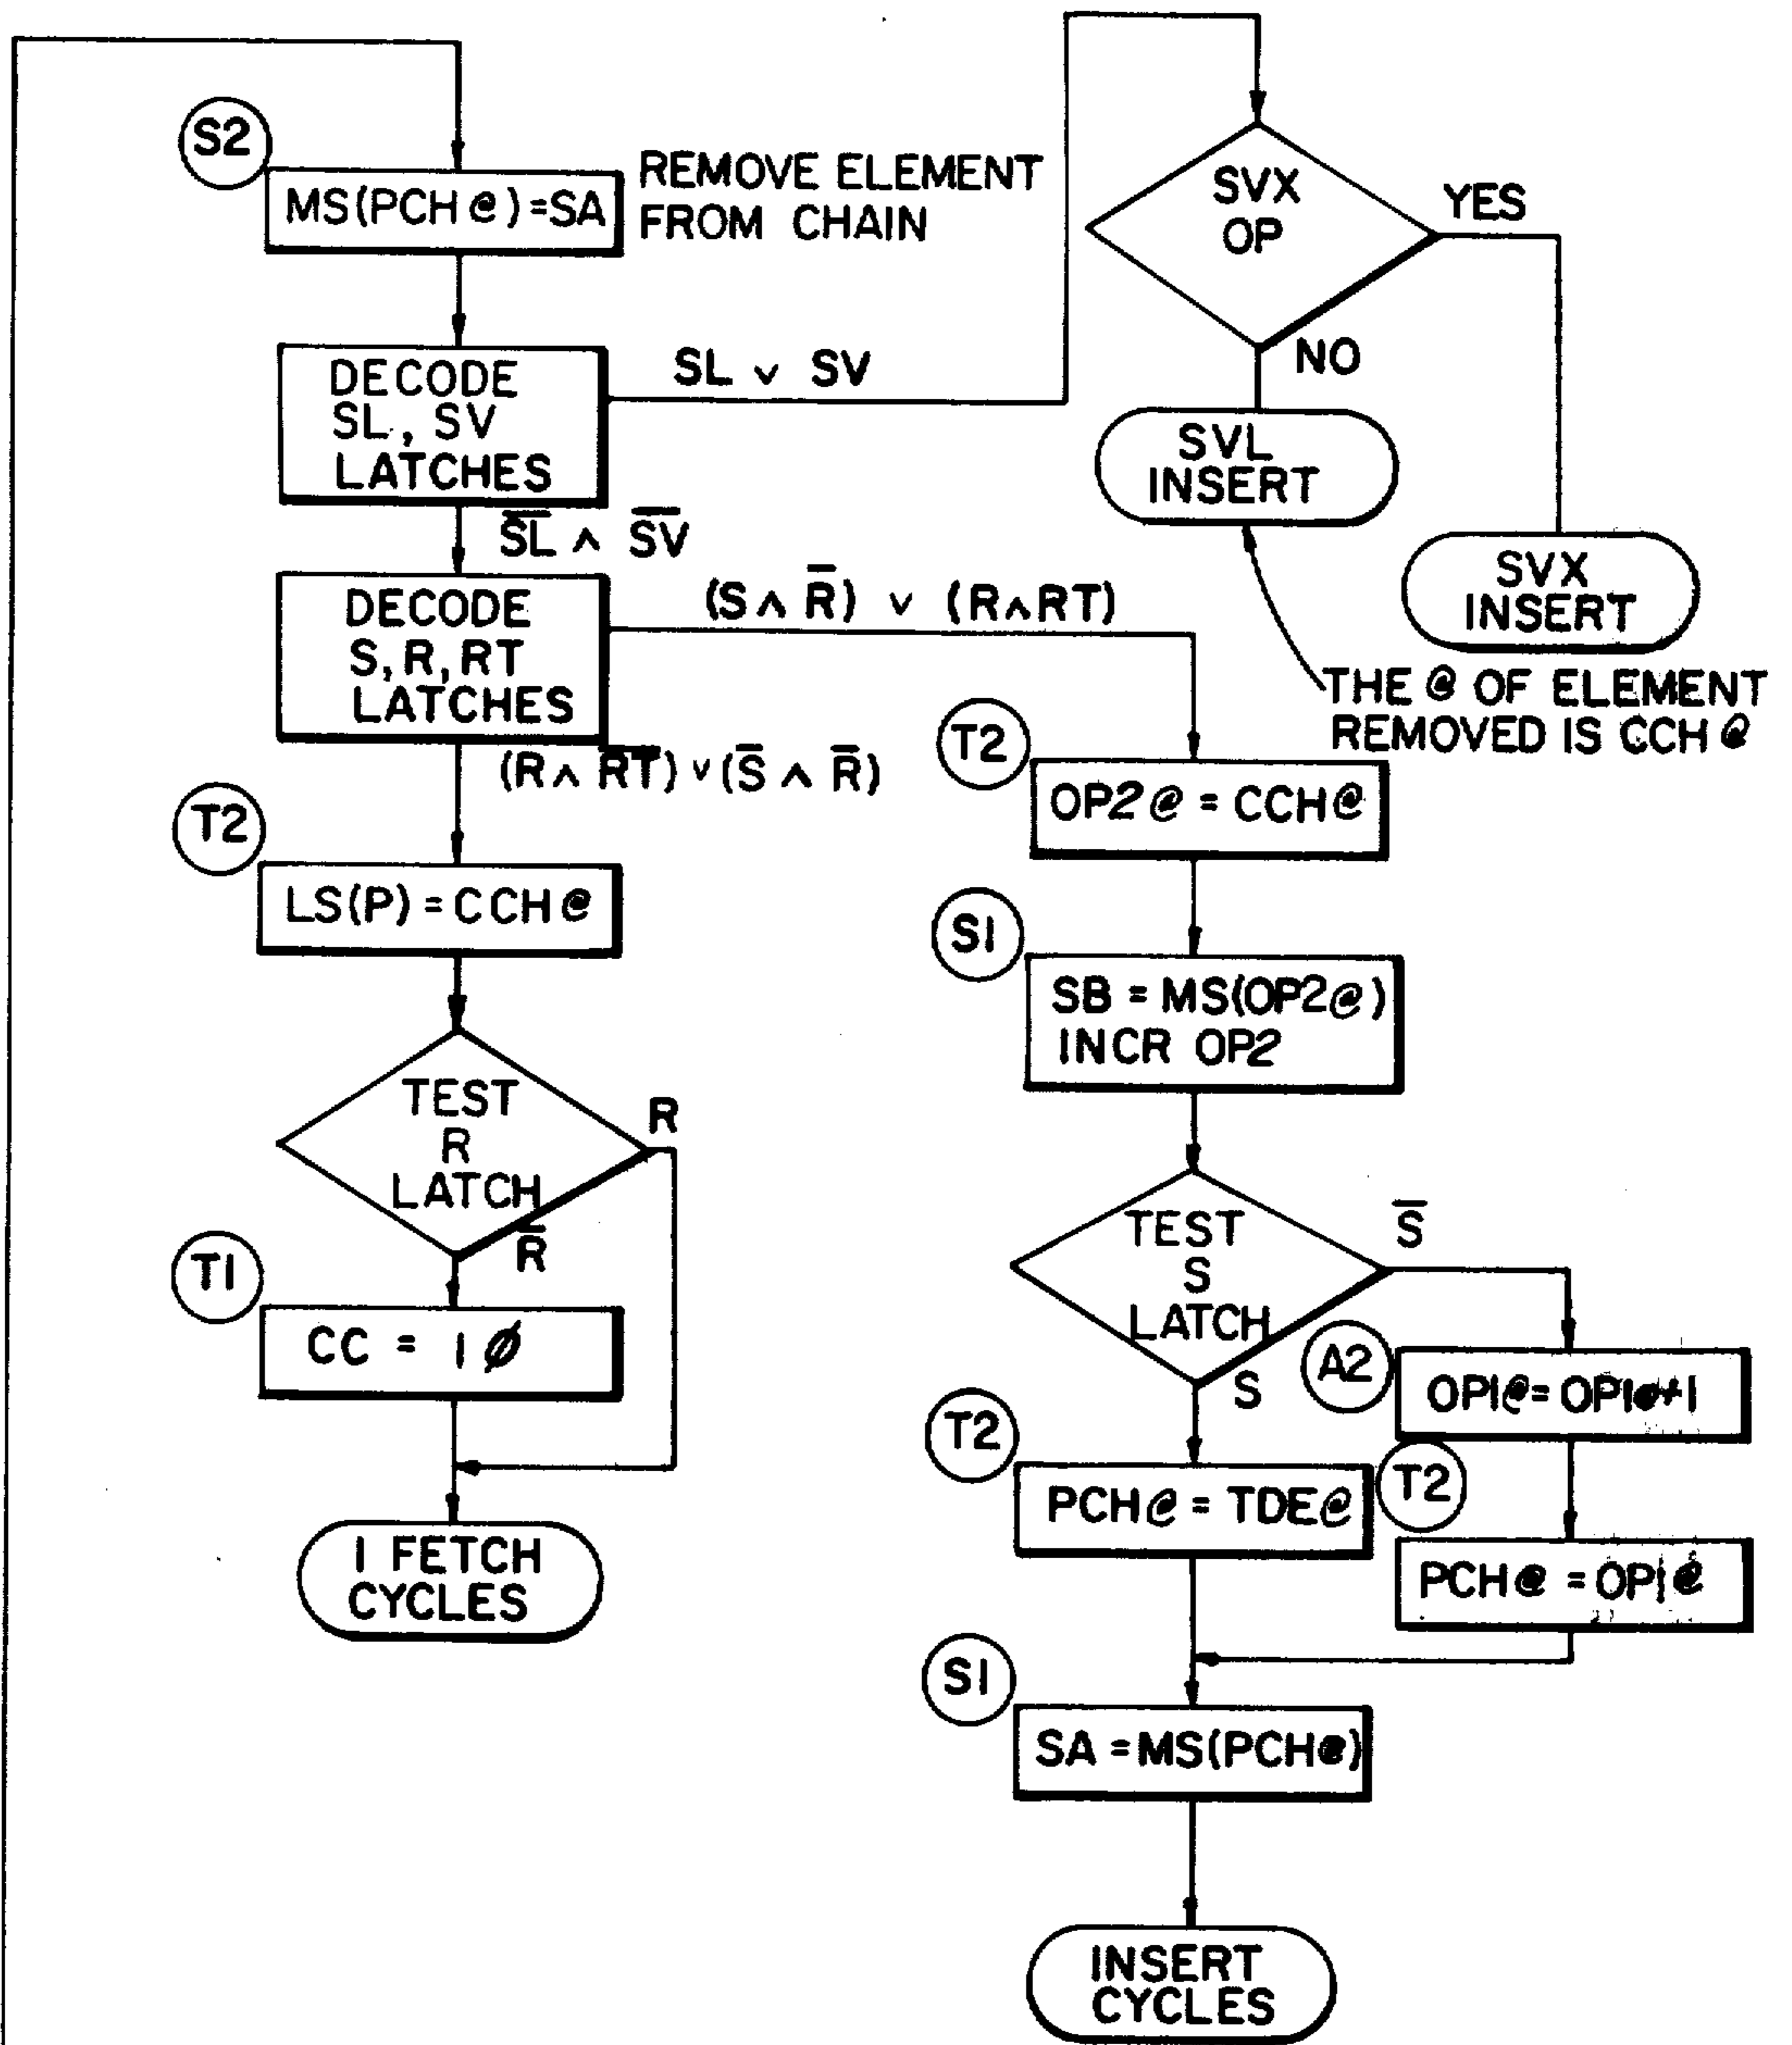 S2
MS(PCH@)=SA
REMOVE ELEMENT
FROM CHAIN
DECODE
SL, SV
LATCHES
SL ∨ SV
SVX
OP
YES
NO
SVL
INSERT
SVX
INSERT
THE @ OF ELEMENT
REMOVED IS CCH@
S̅L̅ ∧ S̅V̅
DECODE
S, R, RT
LATCHES
(S ∧ R̅) ∨ (R∧RT)
(R ∧ R̅T̅) ∨ (S̅ ∧ R̅)
T2
LS(P) = CCH@
TEST
R
LATCH
R
R̅
T1
CC = 1 Ø
I FETCH
CYCLES
T2
OP2@ = CCH@
S1
SB = MS(OP2@)
INCR OP2
TEST
S
LATCH
S̅
S
A2
OP1@= OP1@+1
T2
PCH@ = TDE@
T2
PCH@ = OP1@
S1
SA = MS(PCH@)
INSERT
CYCLES